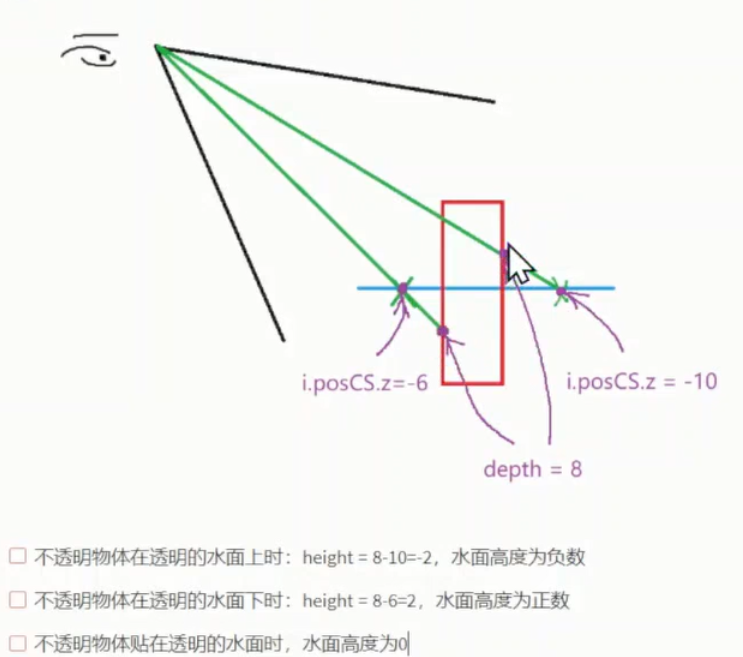 i.posCS.z=-6
i.posCS.z = -10
depth = 8
不透明物体在透明的水面上时：height = 8-10=-2，水面高度为负数
不透明物体在透明的水面下时：height = 8-6=2，水面高度为正数
不透明物体贴在透明的水面时，水面高度为0